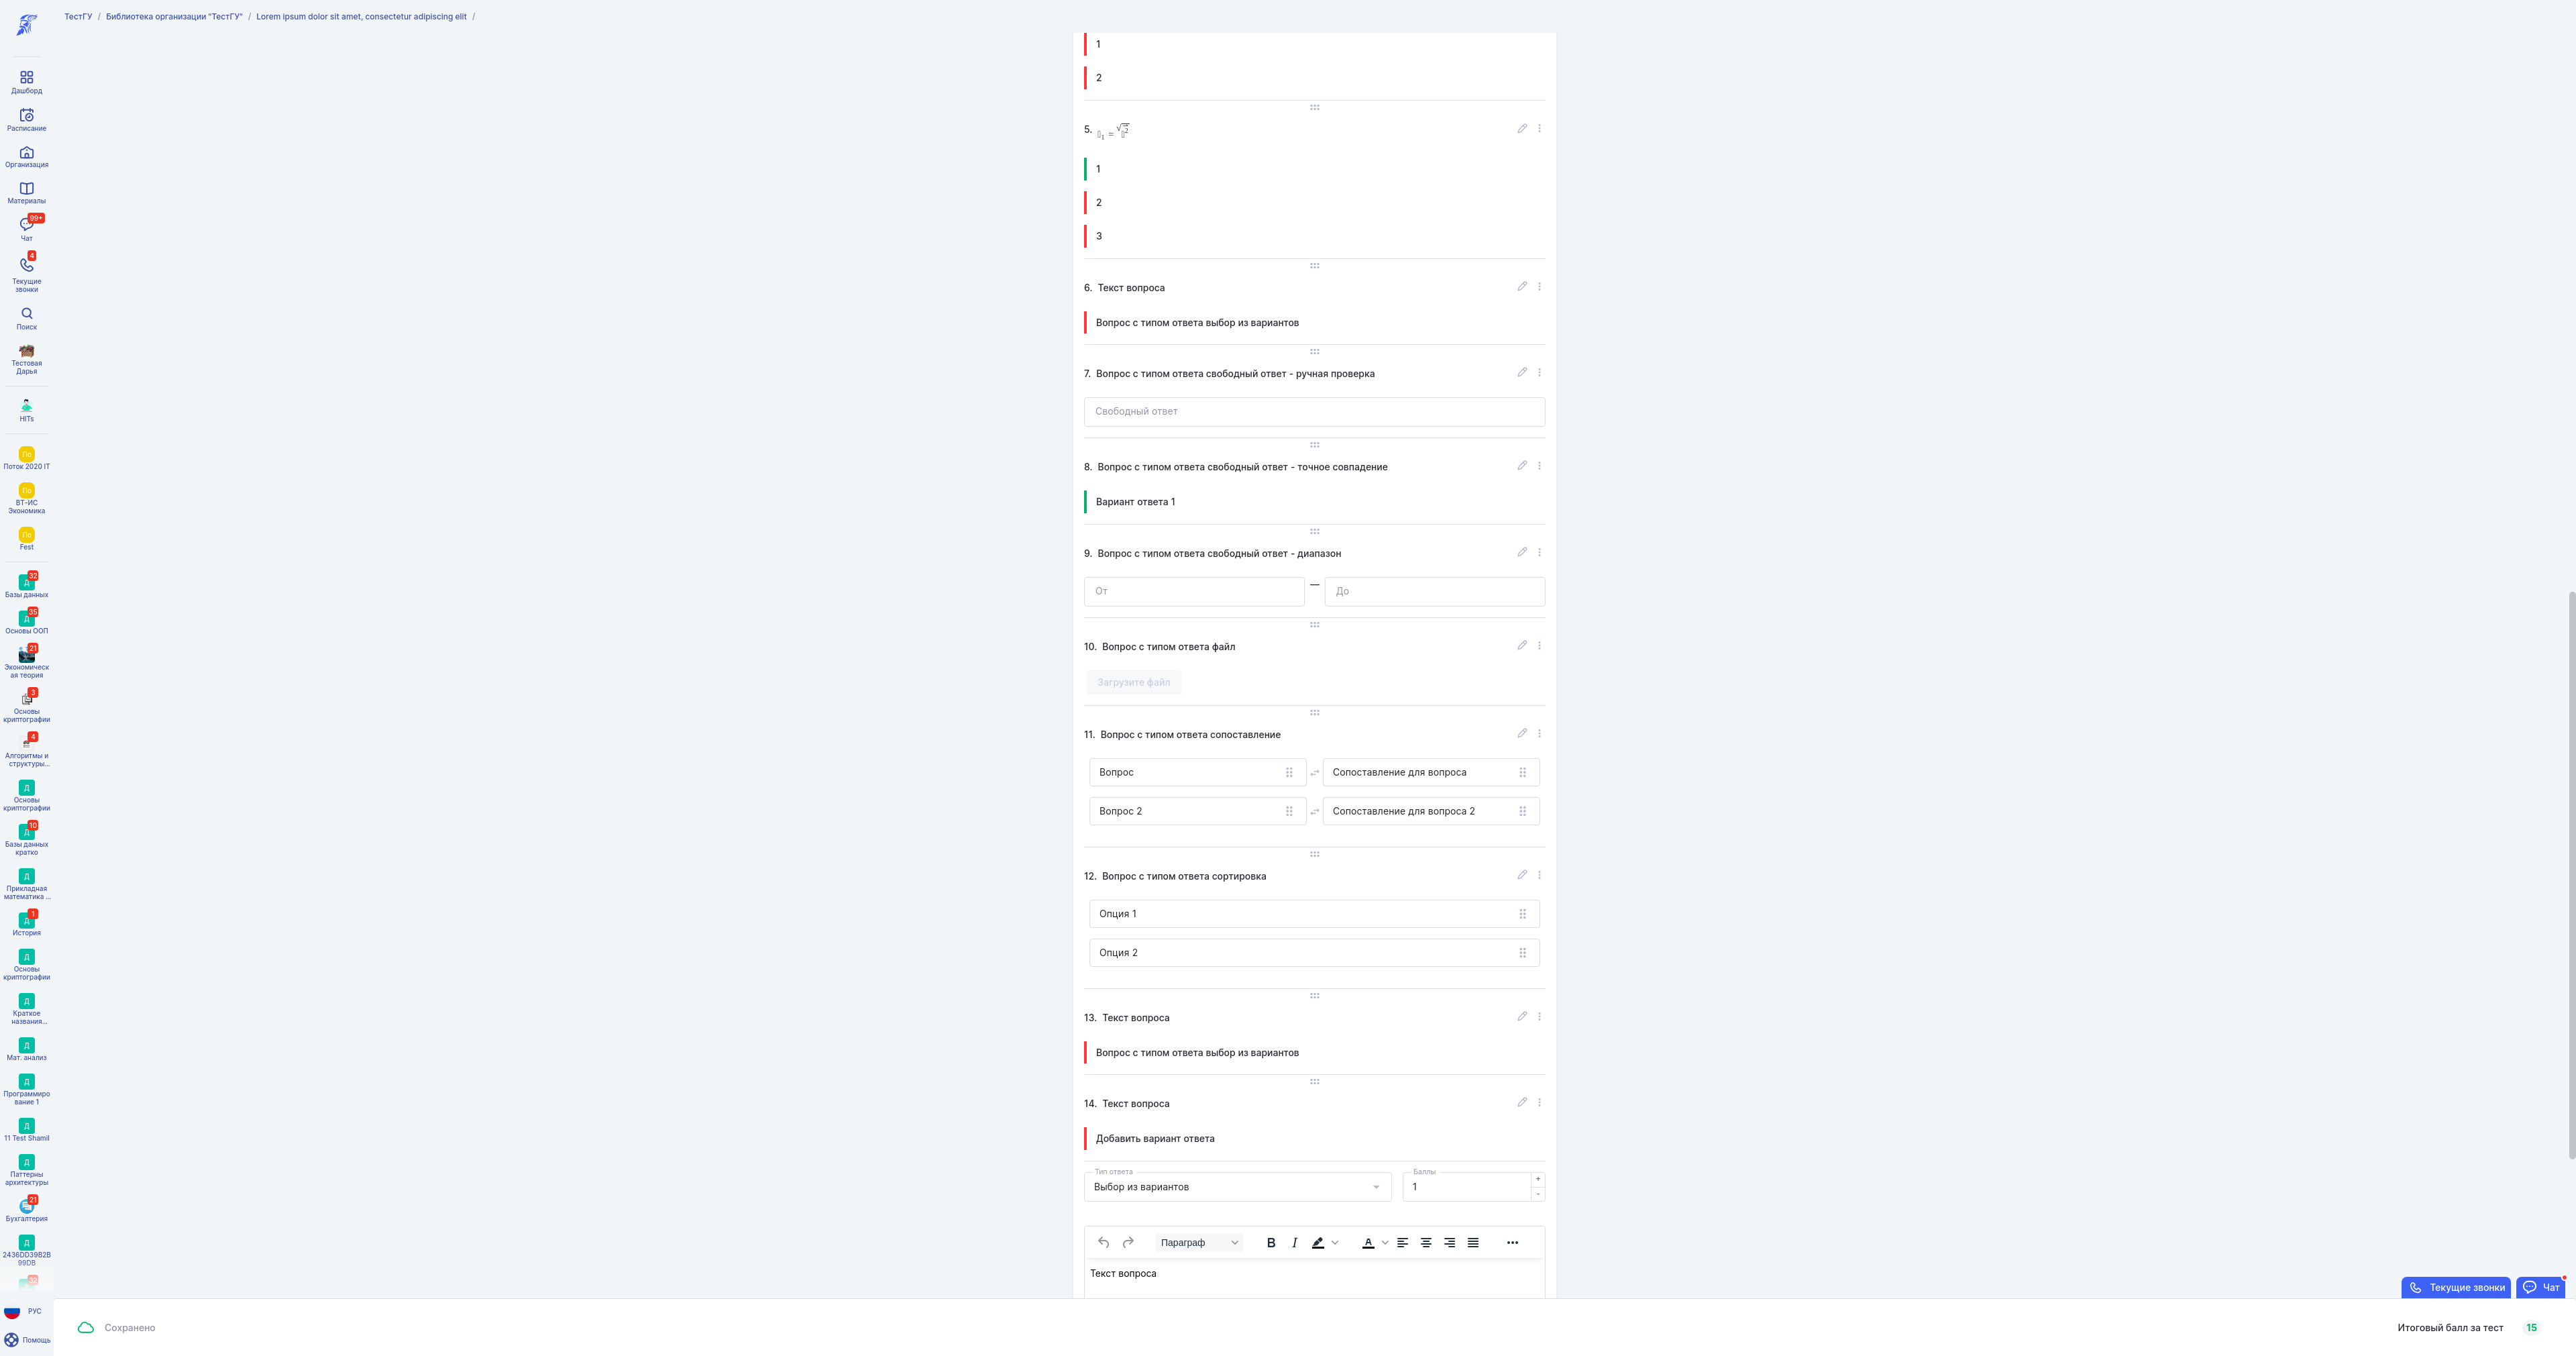 ТестГУ / Библиотека организации "ТестГУ" / Lorem ipsum dolor sit amet, consectetur adipiscing elit /
Дашборд
Расписание
Организация
Материалы
99+
Чат
4
Текущие
звонки
Поиск
Тестовая
Дарья
HITs
По
Поток 2020 IT
По
ВТ-ИС
Экономика
По
Fest
32
Д
Базы данных
35
Д
Основы ООП
21
Экономическ
ая теория
3
Основы
криптографии
4
Алгоритмы и
структуры...
Д
Основы
криптографии
10
Д
Базы данных
кратко
Д
Прикладная
математика ...
1
Д
История
Д
Основы
криптографии
Д
Краткое
названия...
Д
Мат. анализ
Д
Программиро
вание 1
Д
11 Test Shamil
Д
Паттерны
архитектуры
21
Бухгалтерия
Д
2436DD39B2B
99DB
32
РУС
Помощь
1
2
5.
1
2
3
6. Текст вопроса
Вопрос с типом ответа выбор из вариантов
7. Вопрос с типом ответа свободный ответ - ручная проверка
Свободный ответ
8. Вопрос с типом ответа свободный ответ - точное совпадение
Вариант ответа 1
9. Вопрос с типом ответа свободный ответ - диапазон
От — До
10. Вопрос с типом ответа файл
Загрузите файл
11. Вопрос с типом ответа сопоставление
Вопрос Сопоставление для вопроса
Вопрос 2 Сопоставление для вопроса 2
12. Вопрос с типом ответа сортировка
Опция 1
Опция 2
13. Текст вопроса
Вопрос с типом ответа выбор из вариантов
14. Текст вопроса
Добавить вариант ответа
Тип ответа Баллы
Выбор из вариантов 1 + -
Параграф B I A
Текст вопроса
Текущие звонки Чат
Сохранено Итоговый балл за тест 15